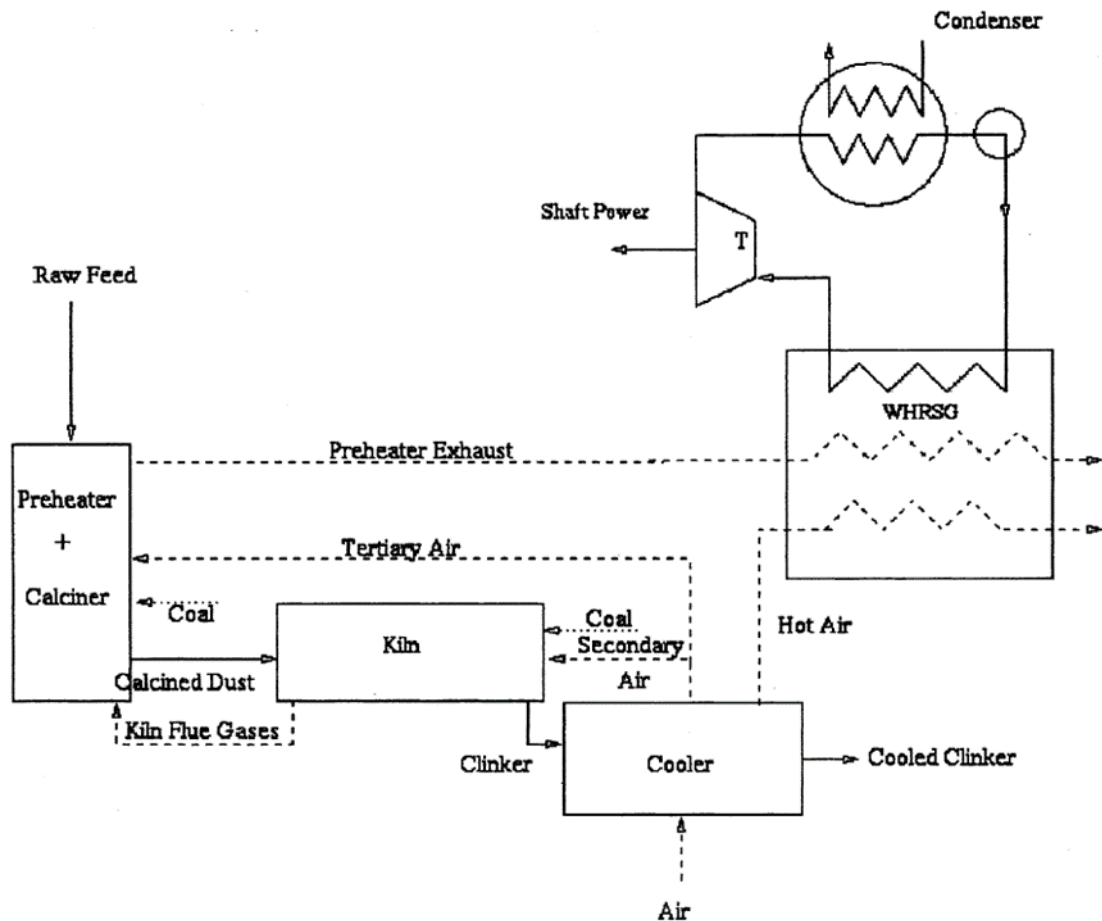 Condenser
Shaft Power
T
Raw Feed
WHRSG
Preheater Exhaust
Preheater
+
Calciner
Tertiary Air
Coal
Hot Air
Kiln
Coal
Secondary
Air
Calcined Dust
Kiln Flue Gases
Clinker
Cooler
Cooled Clinker
Air